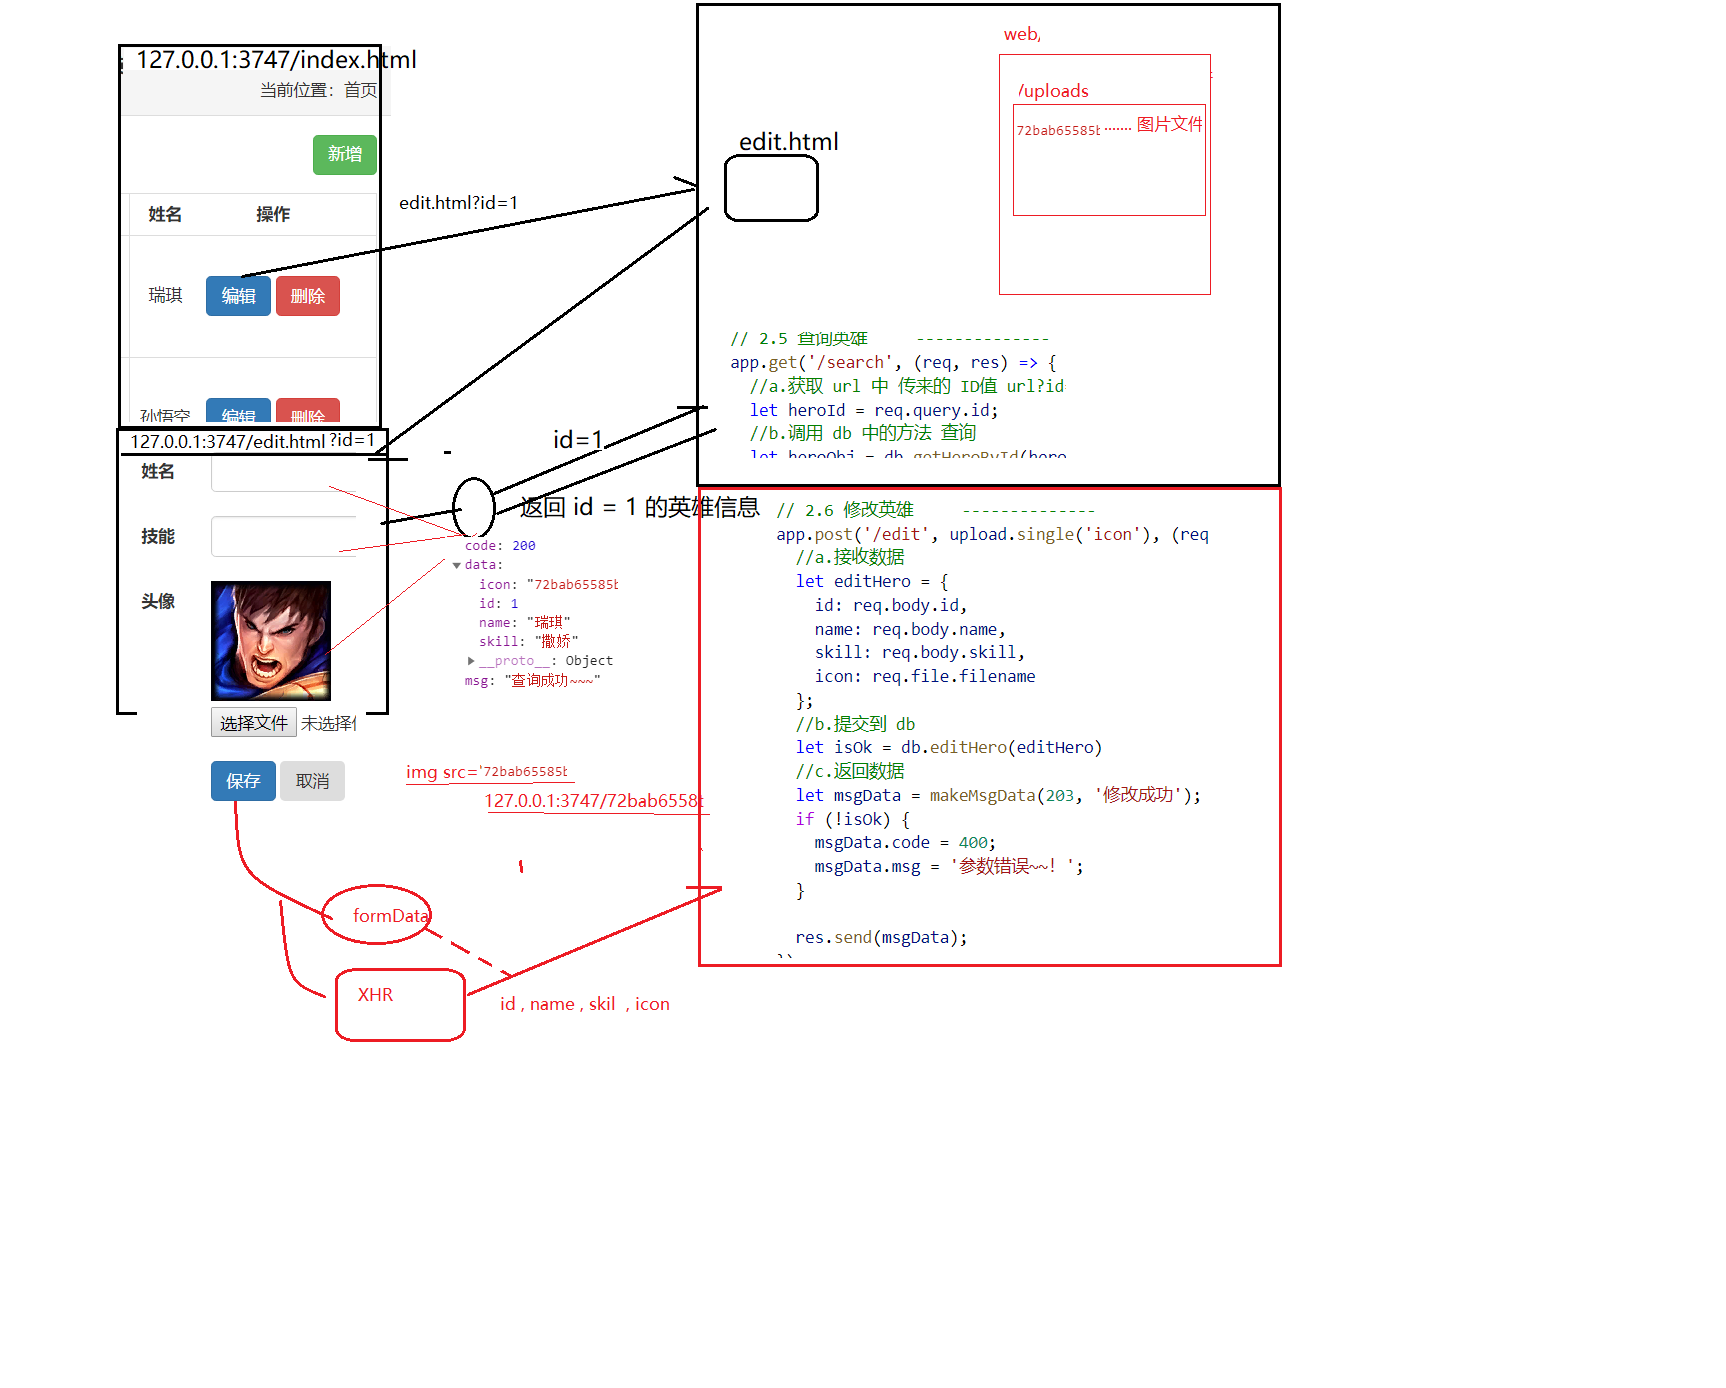 127.0.0.1:3747/index.html
当前位置：首页
新增
姓名 操作
瑞琪 编辑 删除
孙悟空 编辑 删除
edit.html?id=1
127.0.0.1:3747/edit.html ?id=1
姓名
技能
头像
选择文件 未选择
保存 取消
id=1
返回 id = 1 的英雄信息
code: 200
data:
icon: "72bab65585b
id: 1
name: "瑞琪"
skill: "撒娇"
__proto__: Object
msg: "查询成功~~~"
img src='72bab65585b
127.0.0.1:3747/72bab6558b
formData
XHR
id , name , skil , icon
web/
/uploads
72bab65585b ....... 图片文件
edit.html
// 2.5 查询英雄 --------------
app.get('/search', (req, res) => {
//a.获取 url 中 传来的 ID值 url?id
let heroId = req.query.id;
//b.调用 db 中的方法 查询
let heroObj = db.getHeroById(hero
// 2.6 修改英雄 --------------
app.post('/edit', upload.single('icon'), (req
//a.接收数据
let editHero = {
id: req.body.id,
name: req.body.name,
skill: req.body.skill,
icon: req.file.filename
};
//b.提交到 db
let isOk = db.editHero(editHero)
//c.返回数据
let msgData = makeMsgData(203, '修改成功');
if (!isOk) {
msgData.code = 400;
msgData.msg = '参数错误~~！';
}
res.send(msgData);